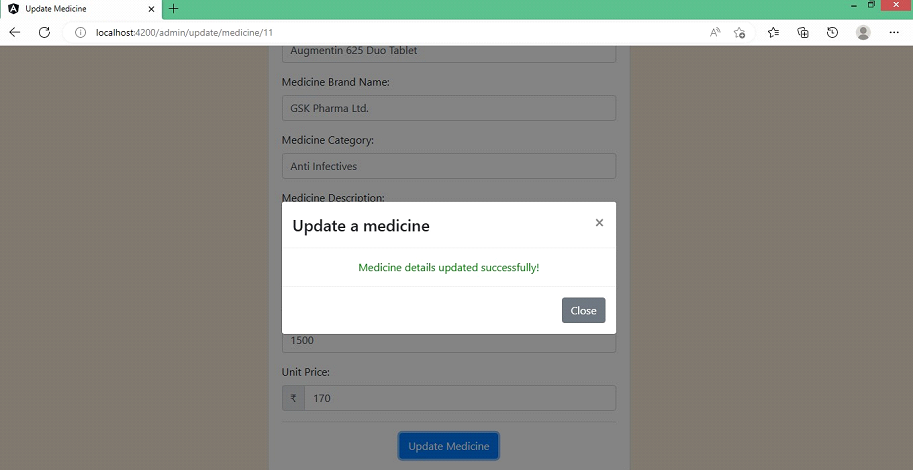 Update Medicine
localhost:4200/admin/update/medicine/11
Augmentin 625 Duo Tablet
Medicine Brand Name:
GSK Pharma Ltd.
Medicine Category:
Anti Infectives
Medicine Description:
Update a medicine
×
Medicine details updated successfully!
Close
1500
Unit Price:
₹ 170
Update Medicine